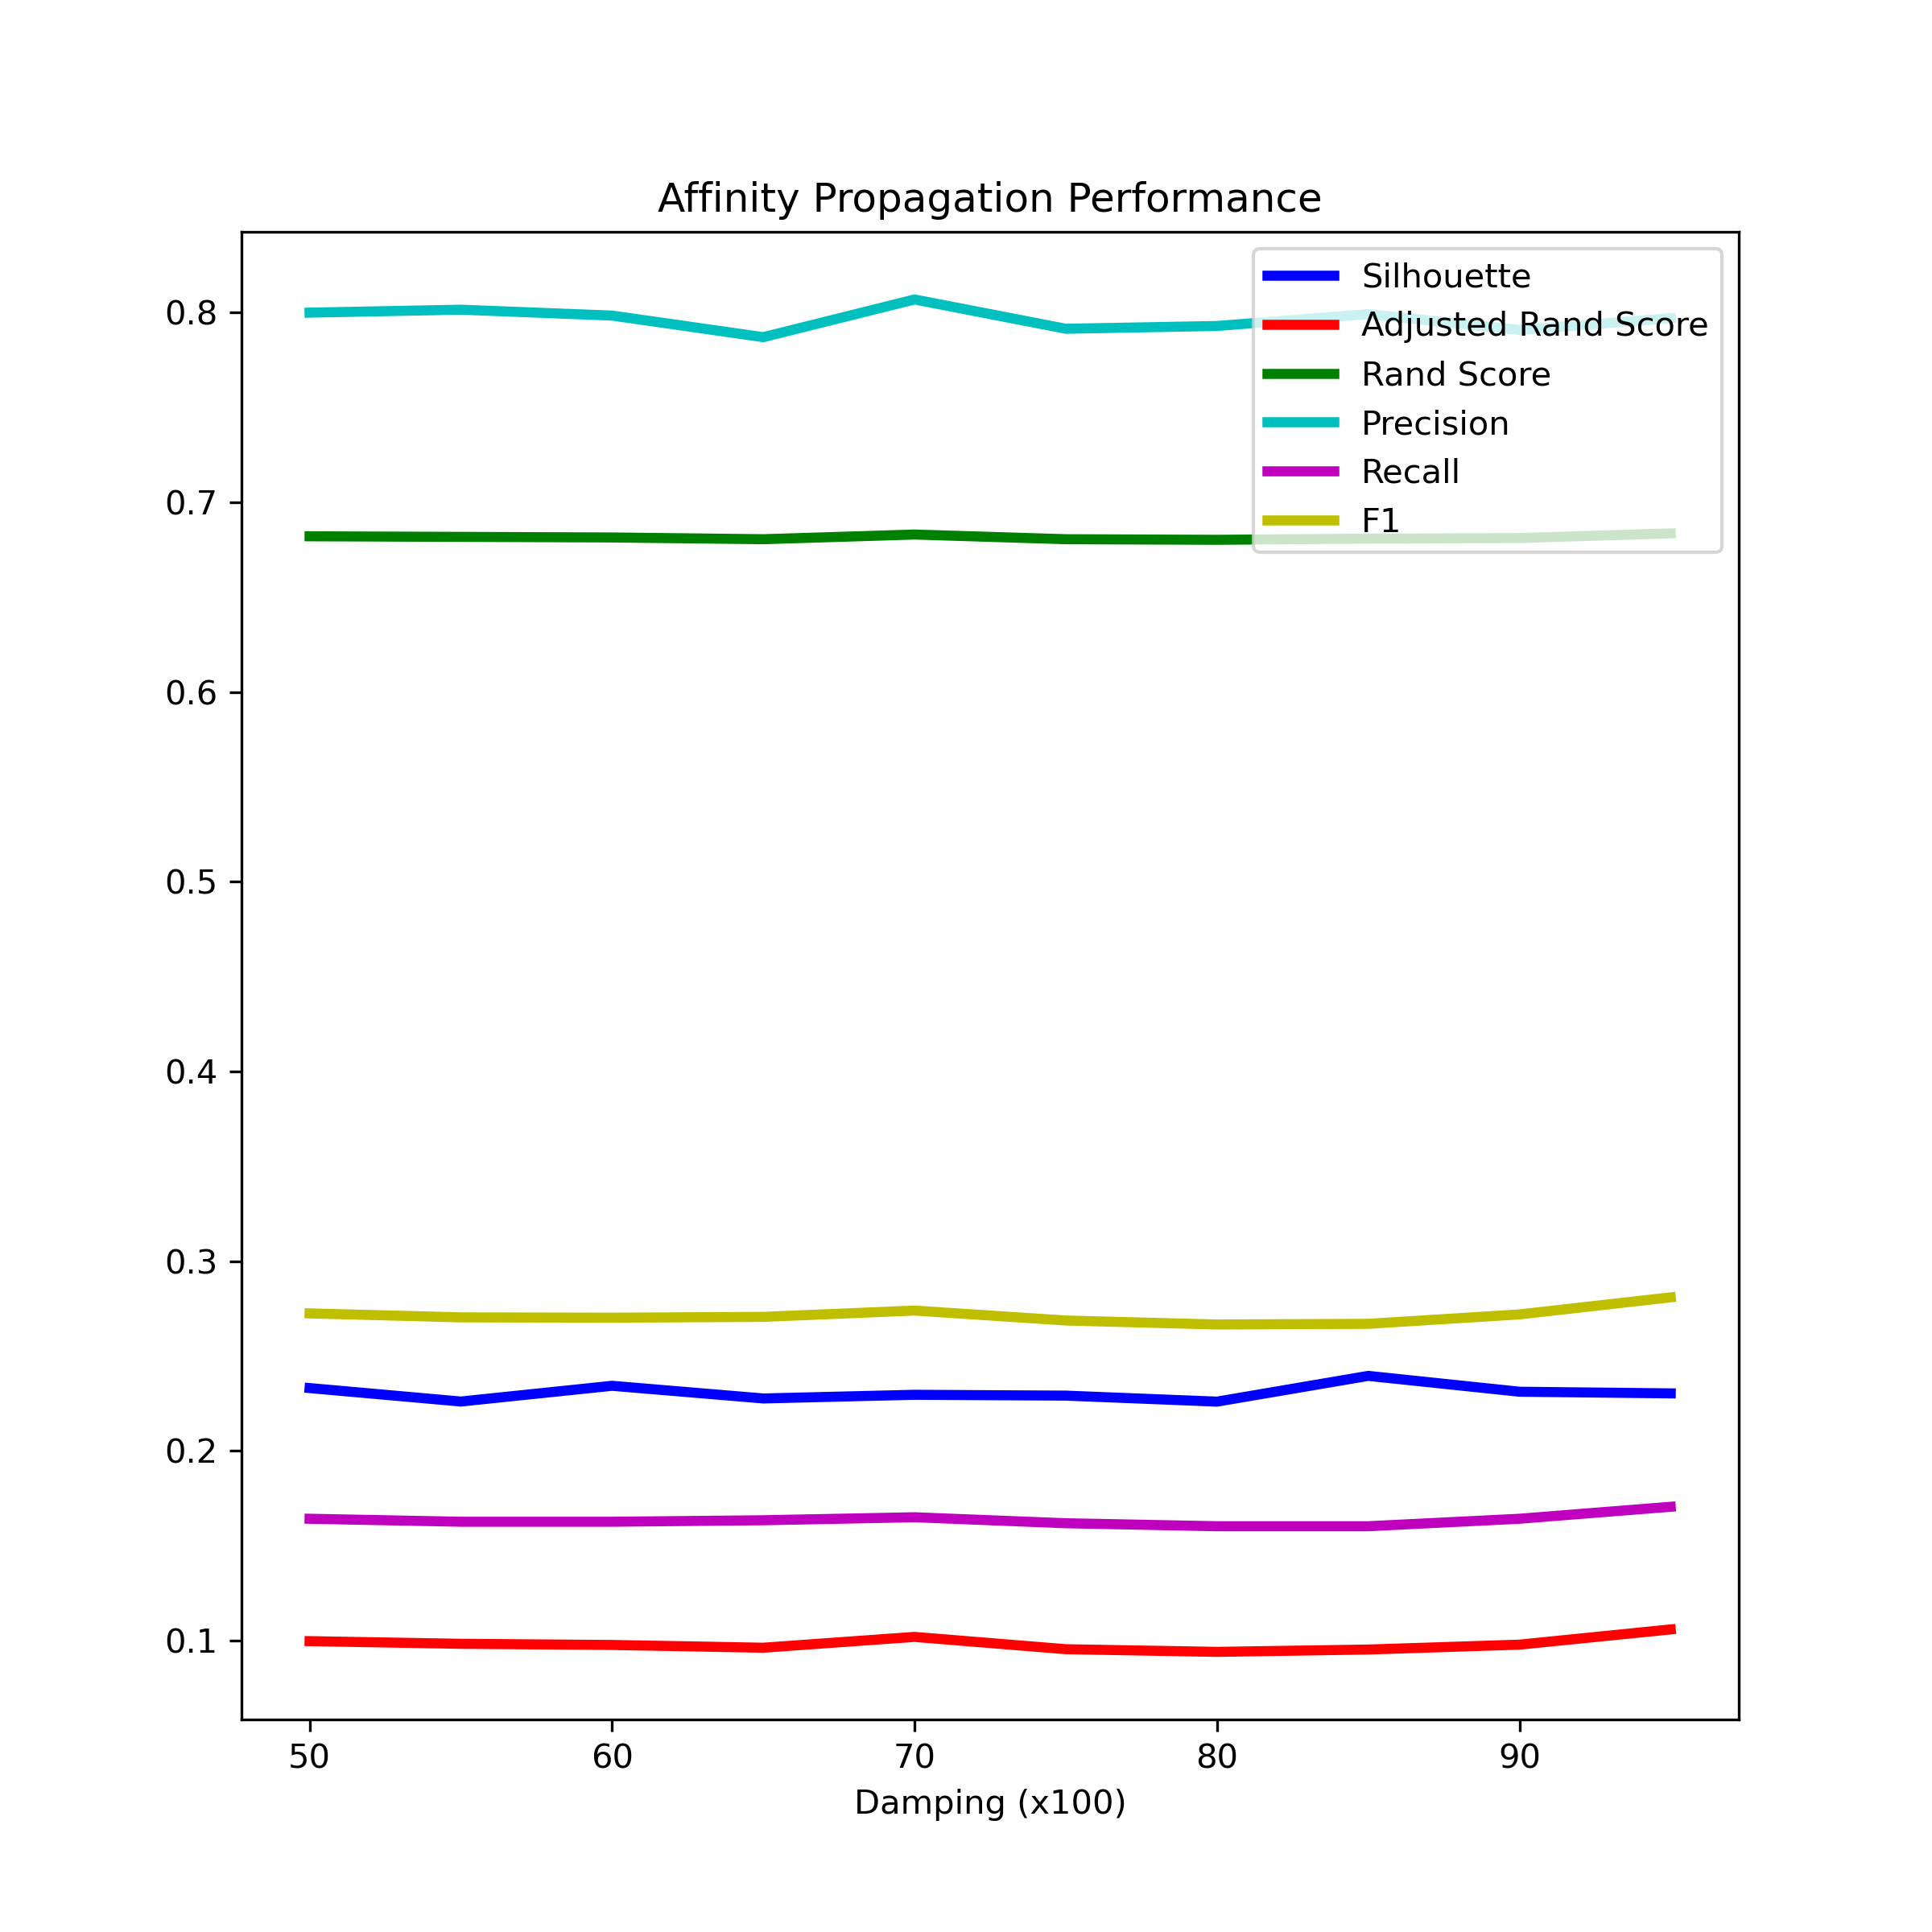 Affinity Propagation Performance
Silhouette
Adjusted Rand Score
Rand Score
Precision
Recall
F1
0.8
0.7
0.6
0.5
0.4
0.3
0.2
0.1
50 60 70 80 90
Damping (x100)